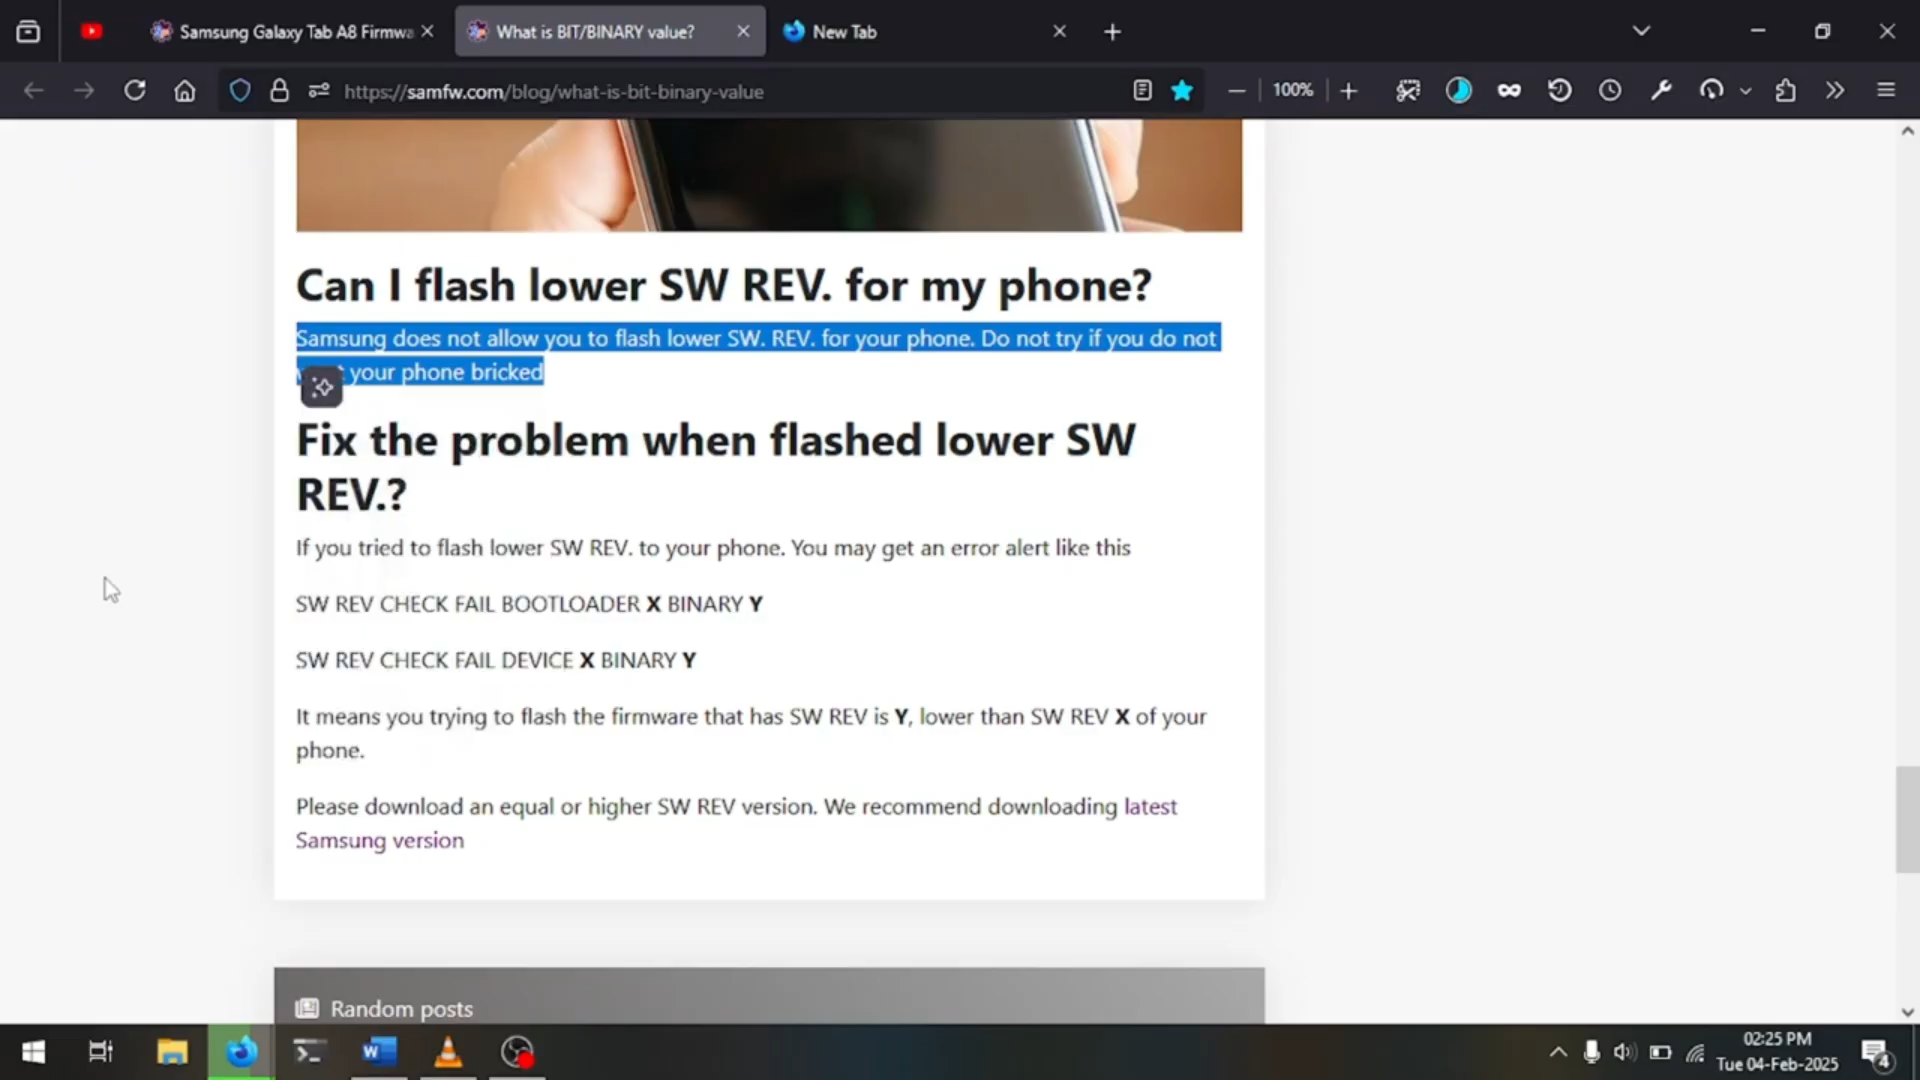 Samsung Galaxy Tab A8 Firmwa
What is BIT/BINARY value?
New Tab
https://samfw.com/blog/what-is-bit-binary-value
100%
Can I flash lower SW REV. for my phone?
Samsung does not allow you to flash lower SW. REV. for your phone. Do not try if you do not
your phone bricked
Fix the problem when flashed lower SW
REV.?
If you tried to flash lower SW REV. to your phone. You may get an error alert like this
SW REV CHECK FAIL BOOTLOADER X BINARY Y
SW REV CHECK FAIL DEVICE X BINARY Y
It means you trying to flash the firmware that has SW REV is Y, lower than SW REV X of your
phone.
Please download an equal or higher SW REV version. We recommend downloading latest
Samsung version
Random posts
W
02:25 PM
Tue 04-Feb-2025
4